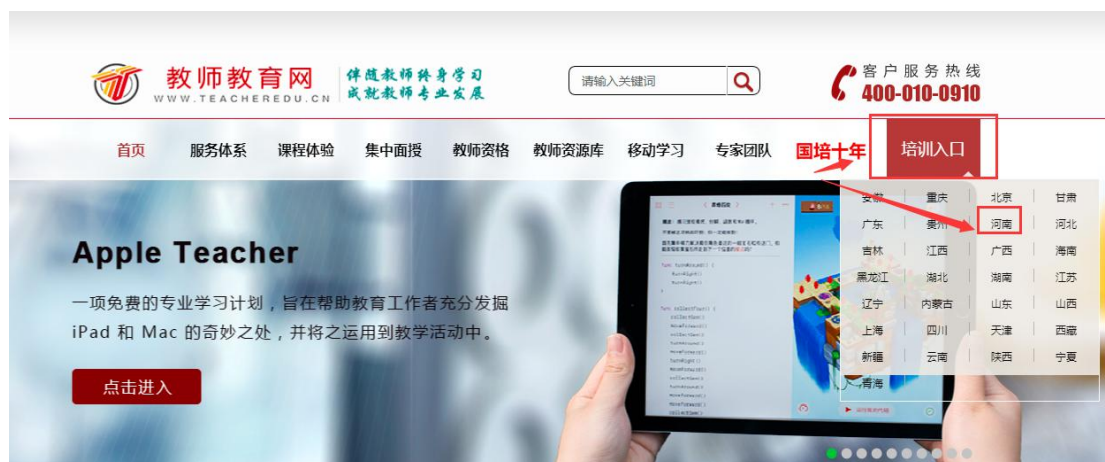 教师教育网
WWW.TEACHEREDU.CN
伴随教师终身学习
成就教师专业发展
请输入关键词
客户服务热线
400-010-0910
首页 服务体系 课程体验 集中面授 教师资格 教师资源库 移动学习 专家团队 国培十年 培训入口
安徽 重庆 北京 甘肃
广东 贵州 河南 河北
吉林 江西 广西 海南
黑龙江 湖北 湖南 江苏
辽宁 内蒙古 山东 山西
上海 四川 天津 西藏
新疆 云南 陕西 宁夏
青海
Apple Teacher
一项免费的专业学习计划，旨在帮助教育工作者充分发掘
iPad 和 Mac 的奇妙之处，并将之运用到教学活动中。
点击进入